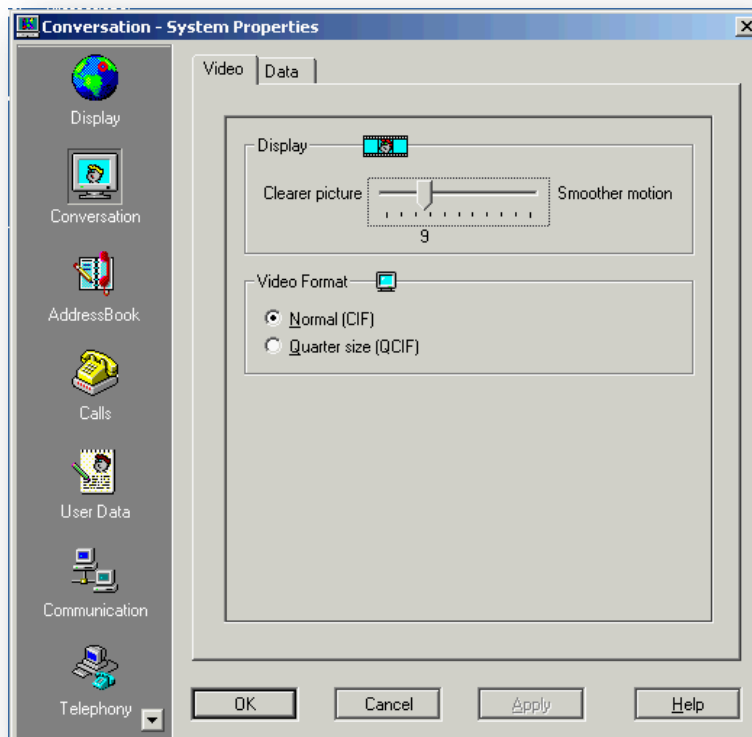 Conversation - System Properties
Display
Conversation
AddressBook
Calls
User Data
Communication
Telephony
Video
Data
Display
Clearer picture
Smoother motion
9
Video Format
Normal (CIF)
Quarter size (QCIF)
OK
Cancel
Apply
Help